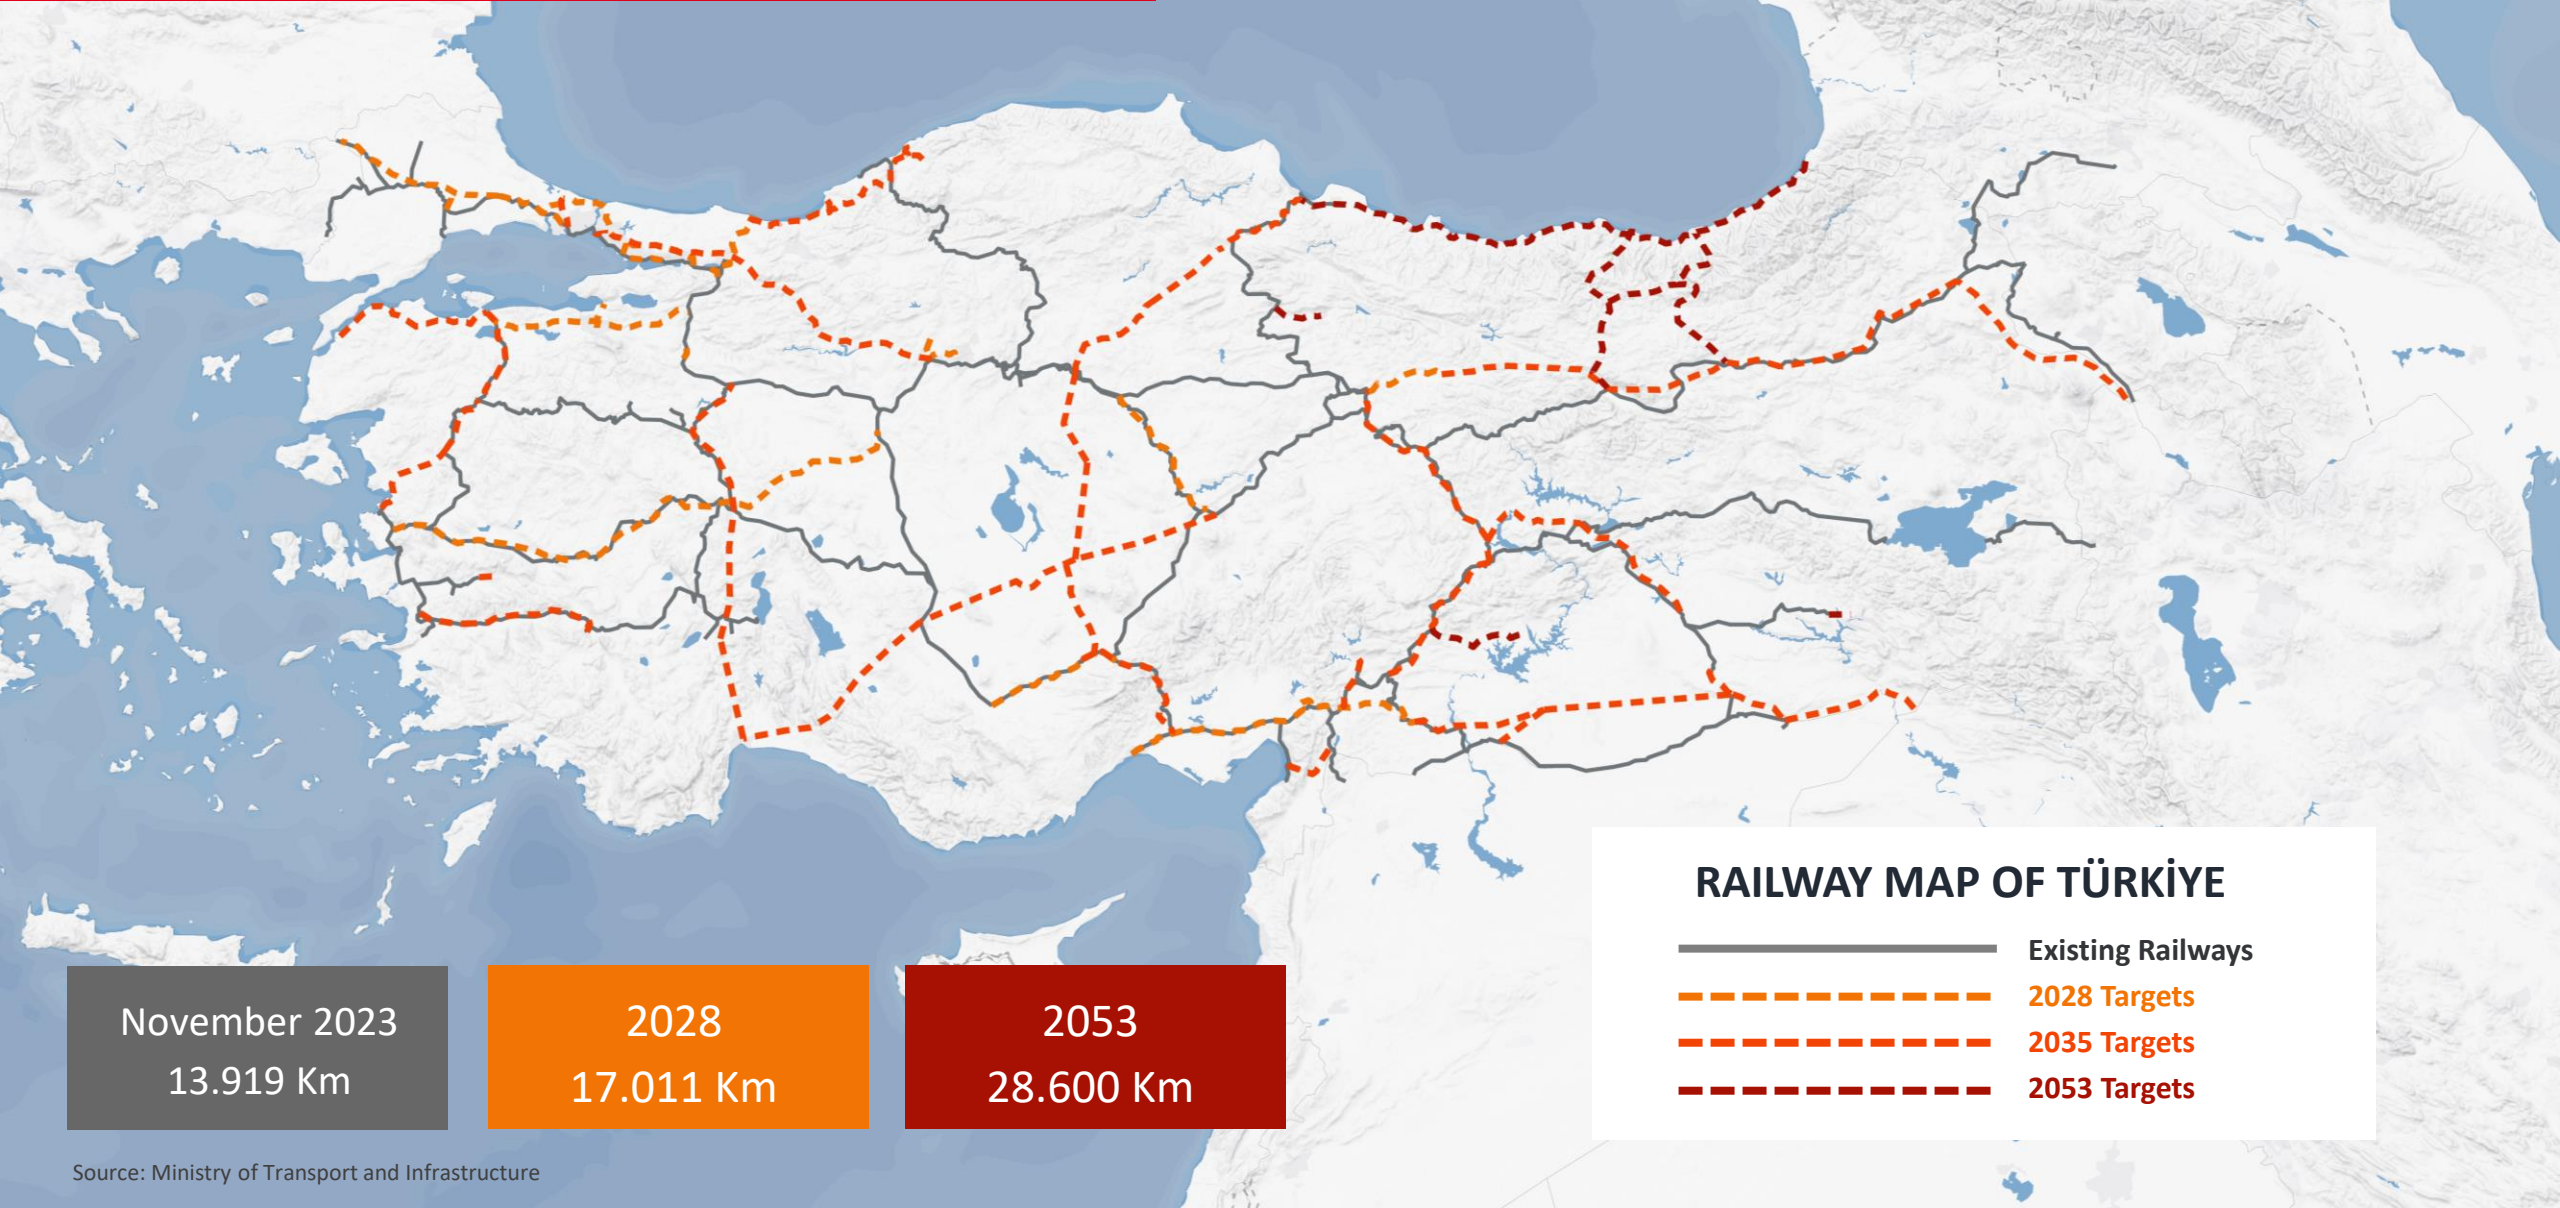 RAILWAY MAP OF TÜRKİYE
Existing Railways
2028 Targets
2035 Targets
2053 Targets
November 2023
13.919 Km
2028
17.011 Km
2053
28.600 Km
Source: Ministry of Transport and Infrastructure